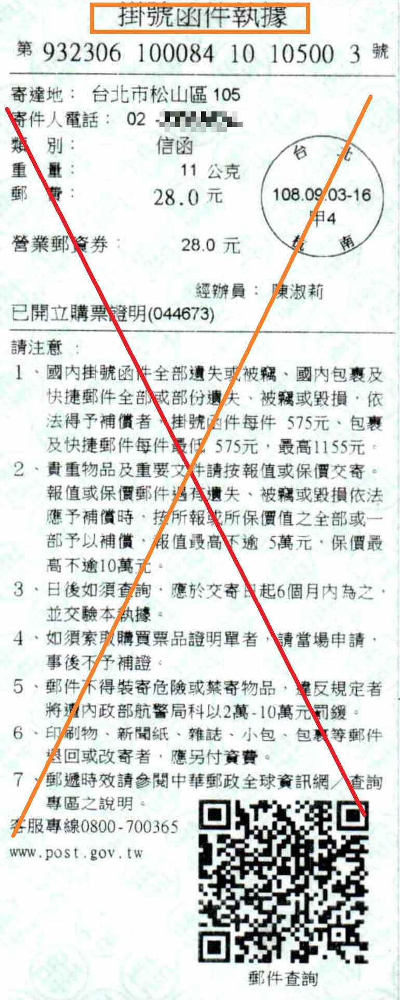 掛號函件執據
第 932306 100084 10 10500 3 號
寄達地： 台北市松山區 105
寄件人電話： 02 -
類 別： 信函
重 量： 11 公克
郵 費： 28.0 元
台 北
108.09.03-16
甲4
南
營業郵資券： 28.0 元
經辦員： 陳淑莉
已開立購票證明(044673)
請注意：
1、國內掛號函件全部遺失或被竊、國內包裹及
快捷郵件全部或部份遺失、被竊或毀損，依
法得予補償者，掛號函件每件 575元、包裹
及快捷郵件每件最低 575元，最高1155元。
2、貴重物品及重要文件請按報值或保價交寄。
報值或保價郵件遇有遺失、被竊或毀損依法
應予補償時，按所報或所保價值之全部或一
部予以補償，報值最高不逾 5萬元，保價最
高不逾10萬元。
3、日後如須查詢，應於交寄日起6個月內為之，
並交驗本執據。
4、如須索取購買票品證明單者，請當場申請，
事後不予補證。
5、郵件不得裝寄危險或禁寄物品，違反規定者
將遭內政部航警局科以2萬-10萬元罰鍰。
6、印刷物、新聞紙、雜誌、小包、包裹等郵件
退回或改寄者，應另付資費。
7、郵遞時效請參閱中華郵政全球資訊網／查詢
專區之說明。
客服專線0800-700365
www.post.gov.tw
郵件查詢